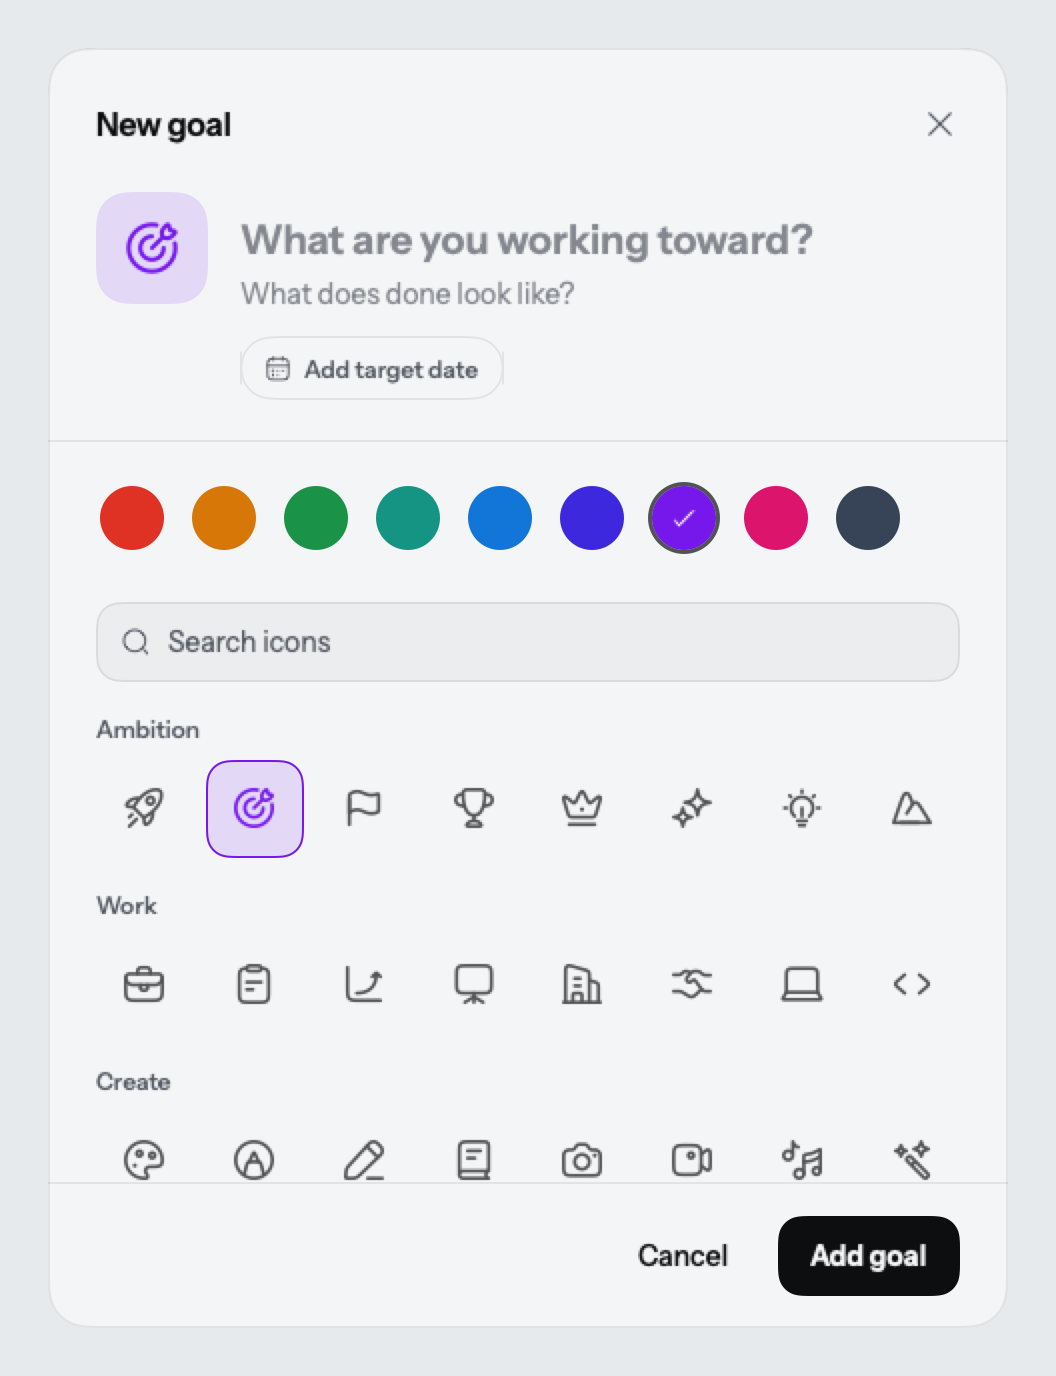 New goal
What are you working toward?
What does done look like?
Add target date
Search icons
Ambition
Work
Create
Cancel
Add goal